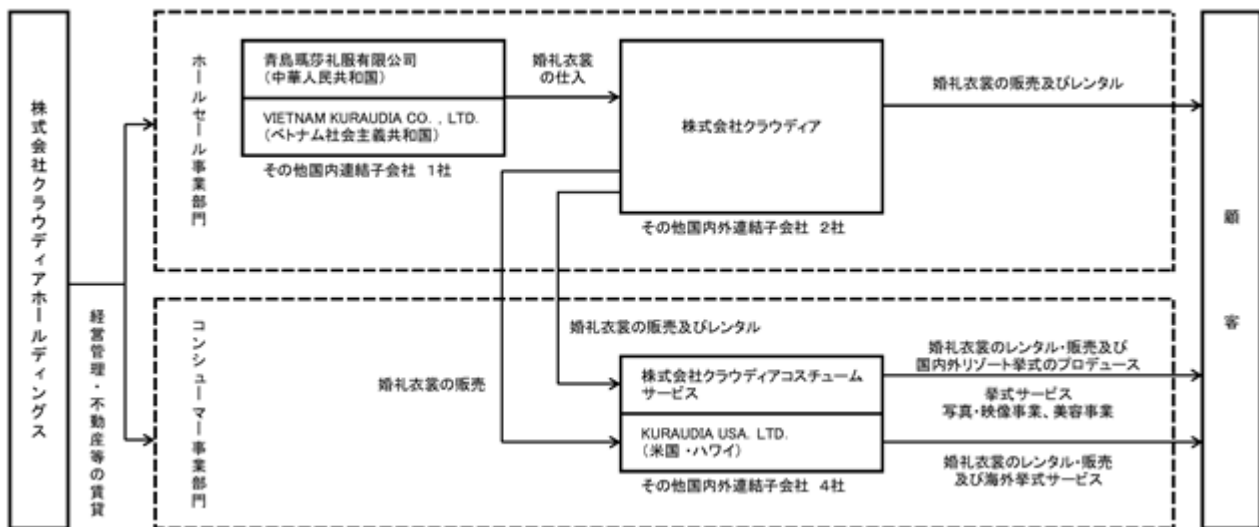 株式会社クラウディアホールディングス
経営管理・不動産等の賃貸
ホールセール事業部門
青島瑪莎礼服有限公司
(中華人民共和国)
VIETNAM KURAUDIA CO.,LTD.
(ベトナム社会主義共和国)
その他国内連結子会社 1社
婚礼衣裳
の仕入
株式会社クラウディア
その他国内外連結子会社 2社
婚礼衣裳の販売及びレンタル
コンシューマー事業部門
婚礼衣裳の販売
婚礼衣裳の販売及びレンタル
株式会社クラウディアコスチューム
サービス
KURAUDIA USA. LTD.
(米国・ハワイ)
その他国内外連結子会社 4社
婚礼衣裳のレンタル・販売及び
国内外リゾート挙式のプロデュース
挙式サービス
写真・映像事業、美容事業
婚礼衣裳のレンタル・販売
及び海外挙式サービス
顧客